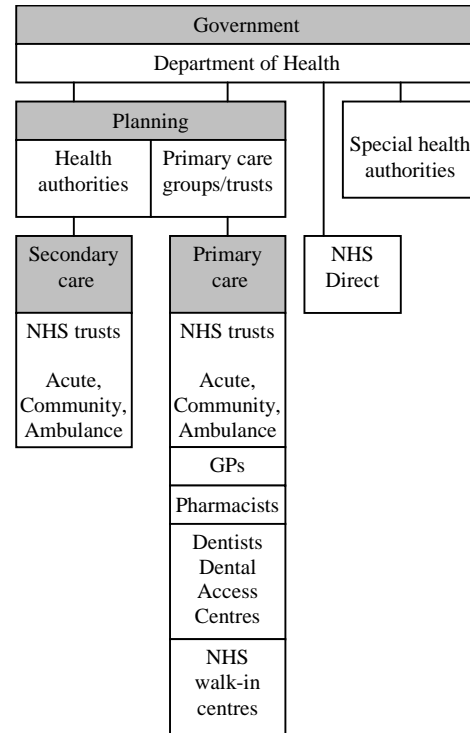 Government
Department of Health
Planning
Health
authorities
Primary care
groups/trusts
Special health
authorities
Secondary
care
Primary
care
NHS
Direct
NHS trusts
Acute,
Community,
Ambulance
NHS trusts
Acute,
Community,
Ambulance
GPs
Pharmacists
Dentists
Dental
Access
Centres
NHS
walk-in
centres